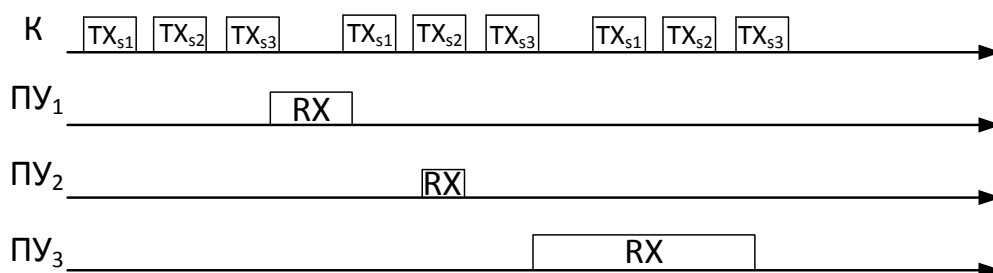 К TXs1 TXs2 TXs3 TXs1 TXs2 TXs3 TXs1 TXs2 TXs3
ПУ1 RX
ПУ2 RX
ПУ3 RX